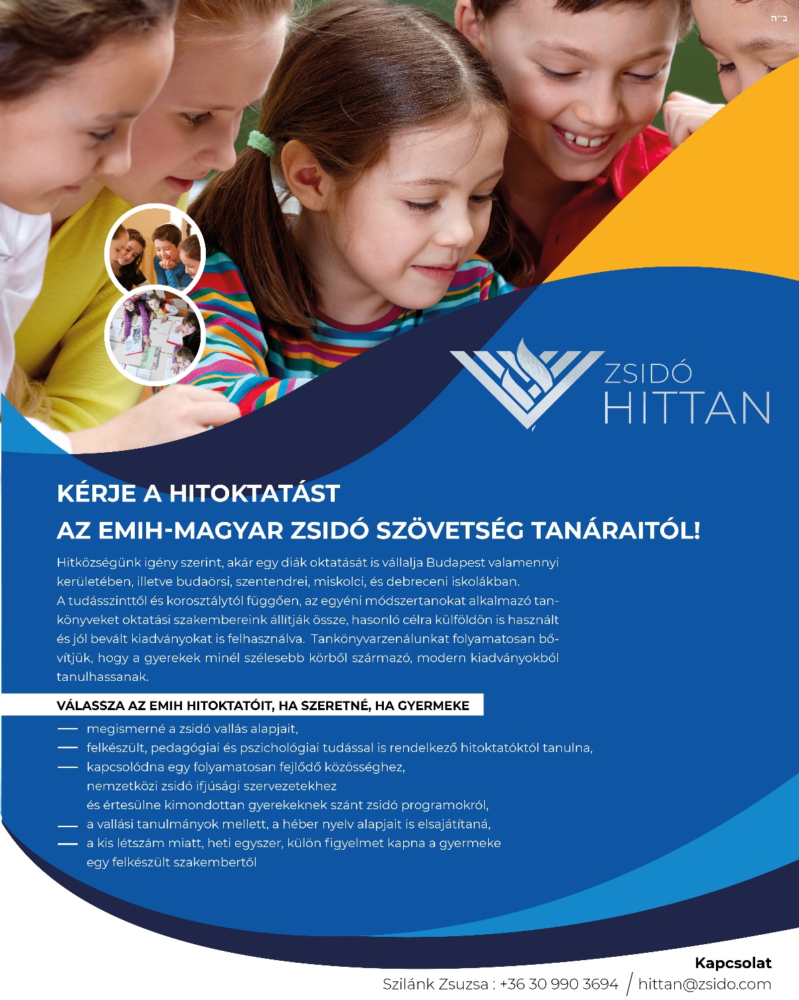 ב״ה
ZSIDÓ
HITTAN
KÉRJE A HITOKTATÁST
AZ EMIH-MAGYAR ZSIDÓ SZÖVETSÉG TANÁRAITÓL!
Hitközségünk igény szerint, akár egy diák oktatását is vállalja Budapest valamennyi
kerületében, illetve budaörsi, szentendrei, miskolci, és debreceni iskolákban.
A tudásszinttől és korosztálytól függően, az egyéni módszertanokat alkalmazó tan-
könyveket oktatási szakembereink állítják össze, hasonló célra külföldön is használt
és jól bevált kiadványokat is felhasználva. Tankönyvarzenálunkat folyamatosan bő-
vítjük, hogy a gyerekek minél szélesebb körből származó, modern kiadványokból
tanulhassanak.
VÁLASSZA AZ EMIH HITOKTATÓIT, HA SZERETNÉ, HA GYERMEKE
— megismerné a zsidó vallás alapjait,
— felkészült, pedagógiai és pszichológiai tudással is rendelkező hitoktatóktól tanulna,
— kapcsolódna egy folyamatosan fejlődő közösséghez,
nemzetközi zsidó ifjúsági szervezetekhez
és értesülne kimondottan gyerekeknek szánt zsidó programokról,
— a vallási tanulmányok mellett, a héber nyelv alapjait is elsajátítaná,
— a kis létszám miatt, heti egyszer, külön figyelmet kapna a gyermeke
egy felkészült szakembertől
Kapcsolat
Szilánk Zsuzsa : +36 30 990 3694 / hittan@zsido.com